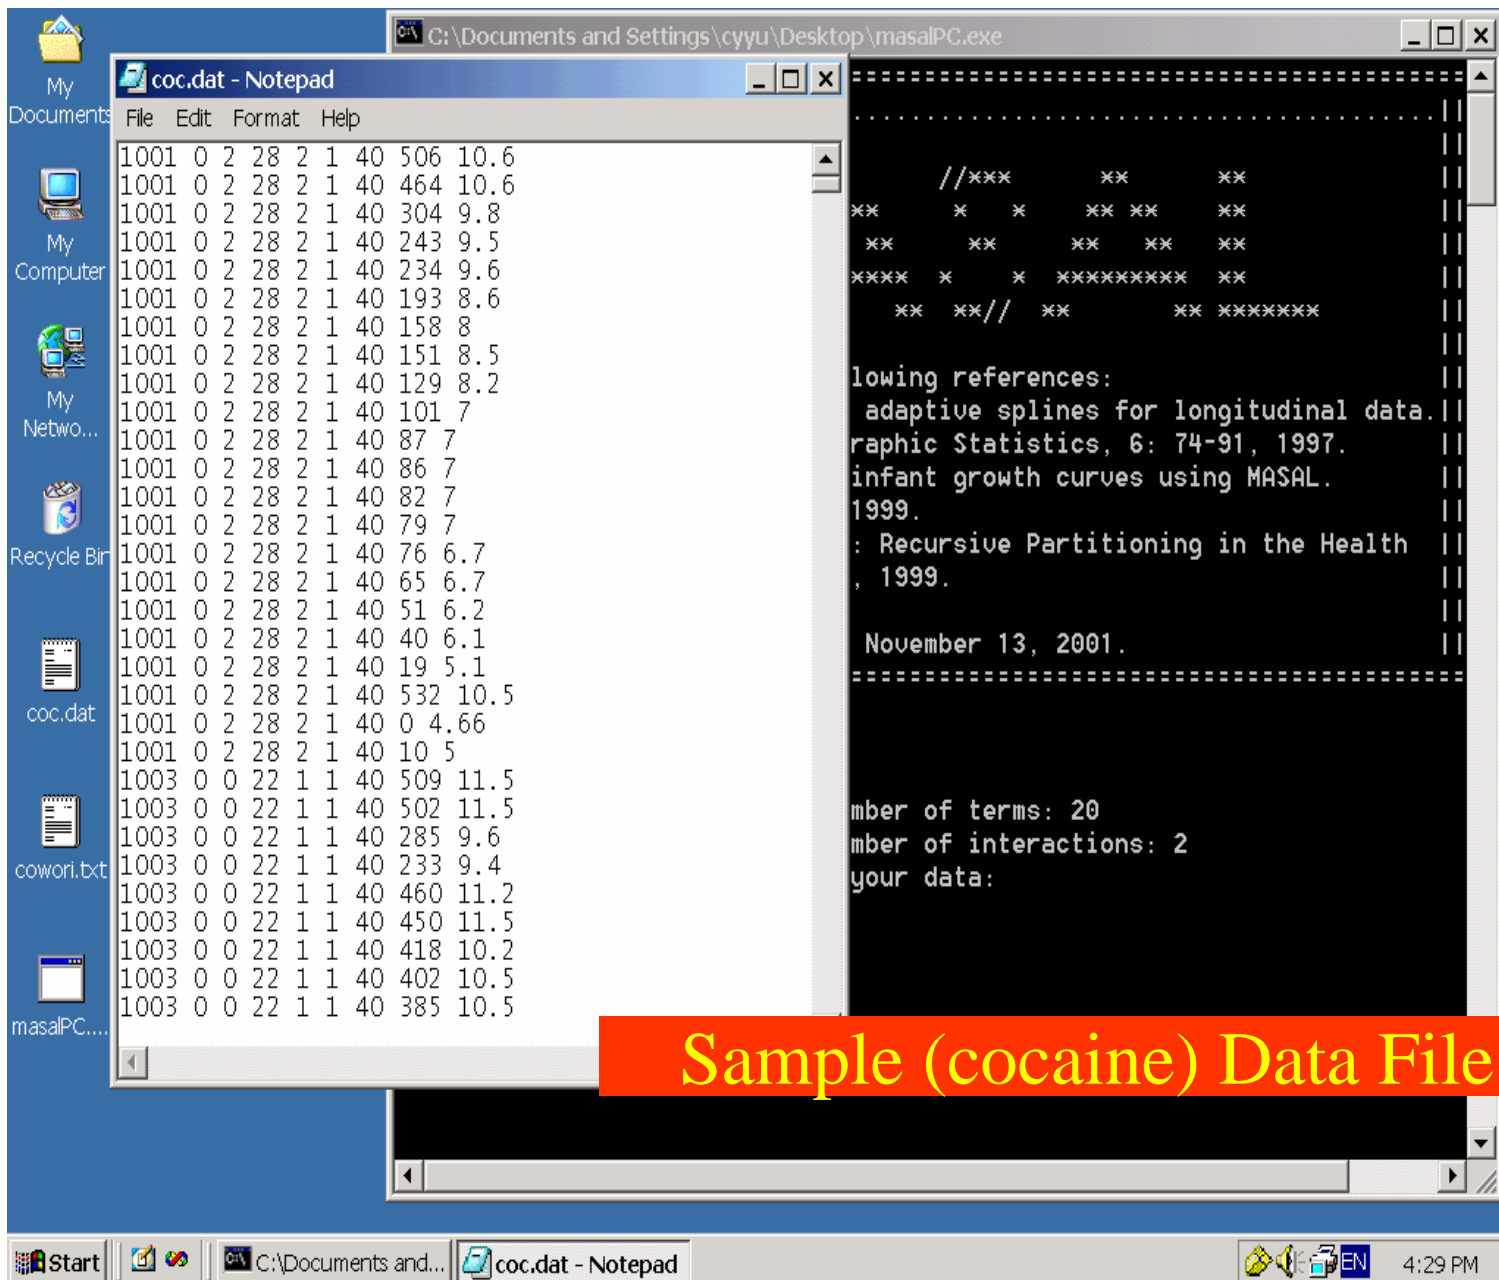 My
Documents
My
Computer
My
Netwo...
Recycle Bin
coc.dat
cowori.txt
masalPC....
C:\Documents and Settings\cyyu\Desktop\masalPC.exe
coc.dat - Notepad
File Edit Format Help
1001 0 2 28 2 1 40 506 10.6
1001 0 2 28 2 1 40 464 10.6
1001 0 2 28 2 1 40 304 9.8
1001 0 2 28 2 1 40 243 9.5
1001 0 2 28 2 1 40 234 9.6
1001 0 2 28 2 1 40 193 8.6
1001 0 2 28 2 1 40 158 8
1001 0 2 28 2 1 40 151 8.5
1001 0 2 28 2 1 40 129 8.2
1001 0 2 28 2 1 40 101 7
1001 0 2 28 2 1 40 87 7
1001 0 2 28 2 1 40 86 7
1001 0 2 28 2 1 40 82 7
1001 0 2 28 2 1 40 79 7
1001 0 2 28 2 1 40 76 6.7
1001 0 2 28 2 1 40 65 6.7
1001 0 2 28 2 1 40 51 6.2
1001 0 2 28 2 1 40 40 6.1
1001 0 2 28 2 1 40 19 5.1
1001 0 2 28 2 1 40 532 10.5
1001 0 2 28 2 1 40 0 4.66
1001 0 2 28 2 1 40 10 5
1003 0 0 22 1 1 40 509 11.5
1003 0 0 22 1 1 40 502 11.5
1003 0 0 22 1 1 40 285 9.6
1003 0 0 22 1 1 40 233 9.4
1003 0 0 22 1 1 40 460 11.2
1003 0 0 22 1 1 40 450 11.5
1003 0 0 22 1 1 40 418 10.2
1003 0 0 22 1 1 40 402 10.5
1003 0 0 22 1 1 40 385 10.5
lowing references:
adaptive splines for longitudinal data.||
raphic Statistics, 6: 74-91, 1997. ||
infant growth curves using MASAL. ||
1999. ||
: Recursive Partitioning in the Health ||
, 1999. ||
November 13, 2001. ||
mber of terms: 20
mber of interactions: 2
your data:
Sample (cocaine) Data File
Start
C:\Documents and...
coc.dat - Notepad
EN
4:29 PM